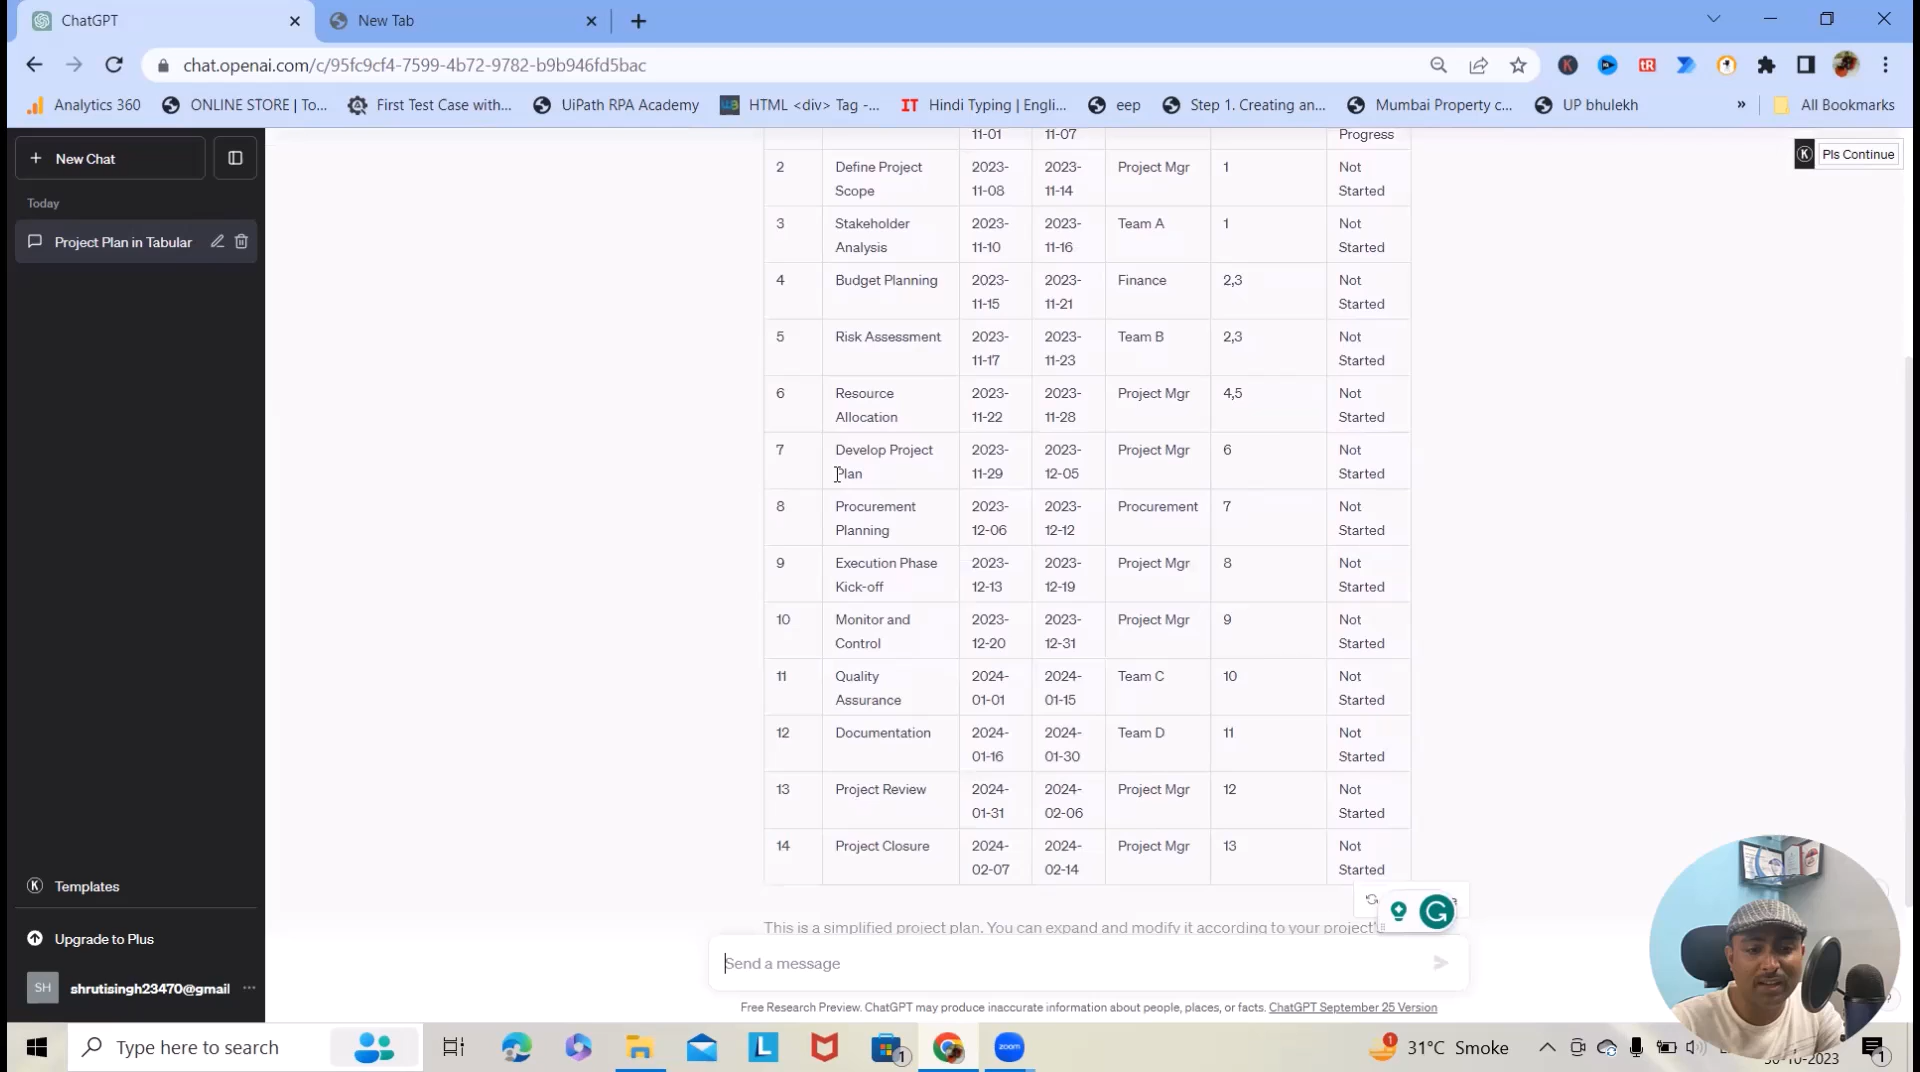 ChatGPT
New Tab
chat.openai.com/c/95fc9cf4-7599-4b72-9782-b9b946fd5bac
Analytics 360
ONLINE STORE | To...
First Test Case with...
UiPath RPA Academy
HTML <div> Tag -...
IT Hindi Typing | Engli...
eep
Step 1. Creating an...
Mumbai Property c...
UP bhulekh
»
All Bookmarks
+ New Chat
Today
Project Plan in Tabular
K Pls Continue
11-01 11-07 Progress
2 Define Project 2023- 2023- Project Mgr 1 Not
Scope 11-08 11-14 Started
3 Stakeholder 2023- 2023- Team A 1 Not
Analysis 11-10 11-16 Started
4 Budget Planning 2023- 2023- Finance 2,3 Not
11-15 11-21 Started
5 Risk Assessment 2023- 2023- Team B 2,3 Not
11-17 11-23 Started
6 Resource 2023- 2023- Project Mgr 4,5 Not
Allocation 11-22 11-28 Started
7 Develop Project 2023- 2023- Project Mgr 6 Not
Plan 11-29 12-05 Started
8 Procurement 2023- 2023- Procurement 7 Not
Planning 12-06 12-12 Started
9 Execution Phase 2023- 2023- Project Mgr 8 Not
Kick-off 12-13 12-19 Started
10 Monitor and 2023- 2023- Project Mgr 9 Not
Control 12-20 12-31 Started
11 Quality 2024- 2024- Team C 10 Not
Assurance 01-01 01-15 Started
12 Documentation 2024- 2024- Team D 11 Not
01-16 01-30 Started
13 Project Review 2024- 2024- Project Mgr 12 Not
01-31 02-06 Started
14 Project Closure 2024- 2024- Project Mgr 13 Not
02-07 02-14 Started
This is a simplified project plan. You can expand and modify it according to your project'
Send a message
Free Research Preview. ChatGPT may produce inaccurate information about people, places, or facts. ChatGPT September 25 Version
K Templates
Upgrade to Plus
SH shrutisingh23470@gmail ...
Type here to search
L
zoom
1
1
31°C Smoke
30-10-2023
1